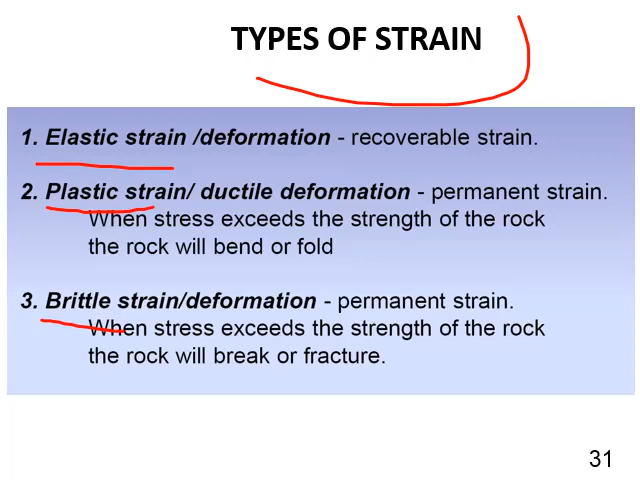 TYPES OF STRAIN
1. Elastic strain /deformation - recoverable strain.
2. Plastic strain/ ductile deformation - permanent strain.
When stress exceeds the strength of the rock
the rock will bend or fold
3. Brittle strain/deformation - permanent strain.
When stress exceeds the strength of the rock
the rock will break or fracture.
31